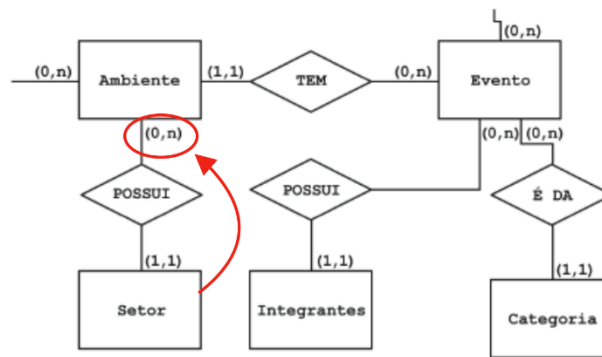 (0,n)
(0,n) Ambiente (1,1) TEM (0,n) Evento
(0,n) (0,n) (0,n)
POSSUI POSSUI É DA
(1,1) (1,1) (1,1)
Setor Integrantes Categoria